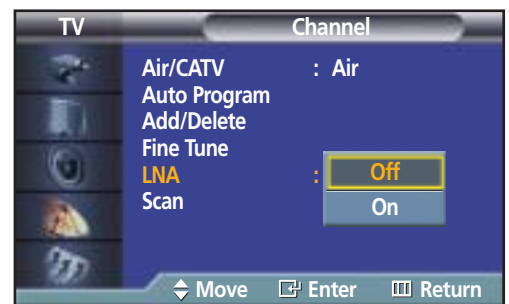 TV Channel
Air/CATV : Air
Auto Program
Add/Delete
Fine Tune
LNA : Off
Scan On
Move Enter Return